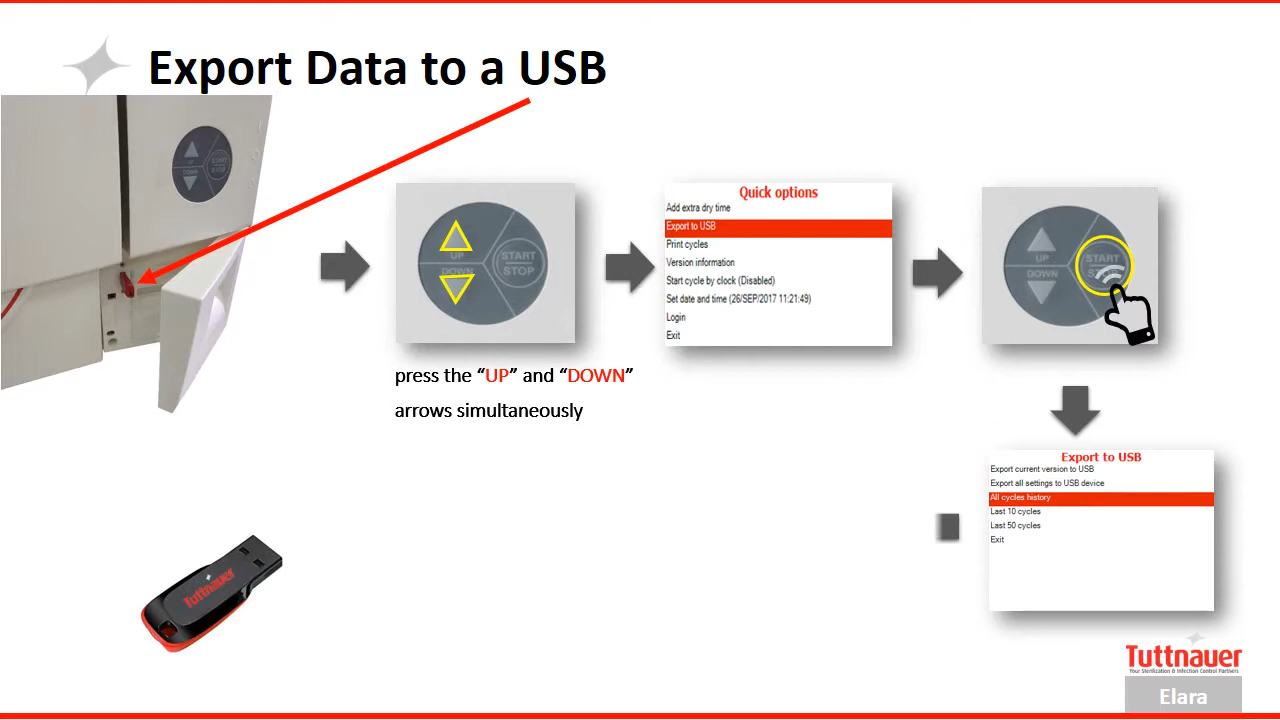 Export Data to a USB
UP
DOWN
START
STOP
UP
DOWN
START
STOP
press the “UP” and “DOWN”
arrows simultaneously
Quick options
Add extra dry time
Export to USB
Print cycles
Version information
Start cycle by clock (Disabled)
Set date and time (26/SEP/2017 11:21:49)
Login
Exit
UP
DOWN
START
Export to USB
Export current version to USB
Export all settings to USB device
All cycles history
Last 10 cycles
Last 50 cycles
Exit
Tuttnauer
Tuttnauer
Your Sterilization & Infection Control Partners
Elara